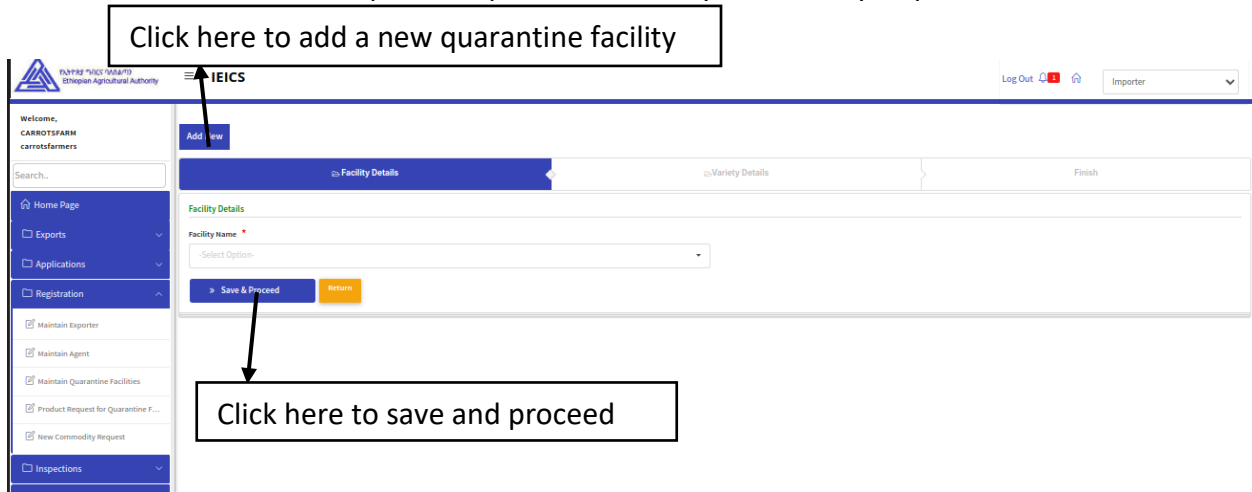 Click here to add a new quarantine facility
Ethiopian Agricultural Authority
IEICS
Log Out
1
Importer
Welcome,
CARROTSFARM
carrotsfarmers
Add New
Search..
Facility Details
Variety Details
Finish
Home Page
Facility Details
Exports
Facility Name *
-Select Option-
Applications
Registration
» Save & Proceed
Return
Maintain Exporter
Maintain Agent
Maintain Quarantine Facilities
Click here to save and proceed
Product Request for Quarantine F...
New Commodity Request
Inspections